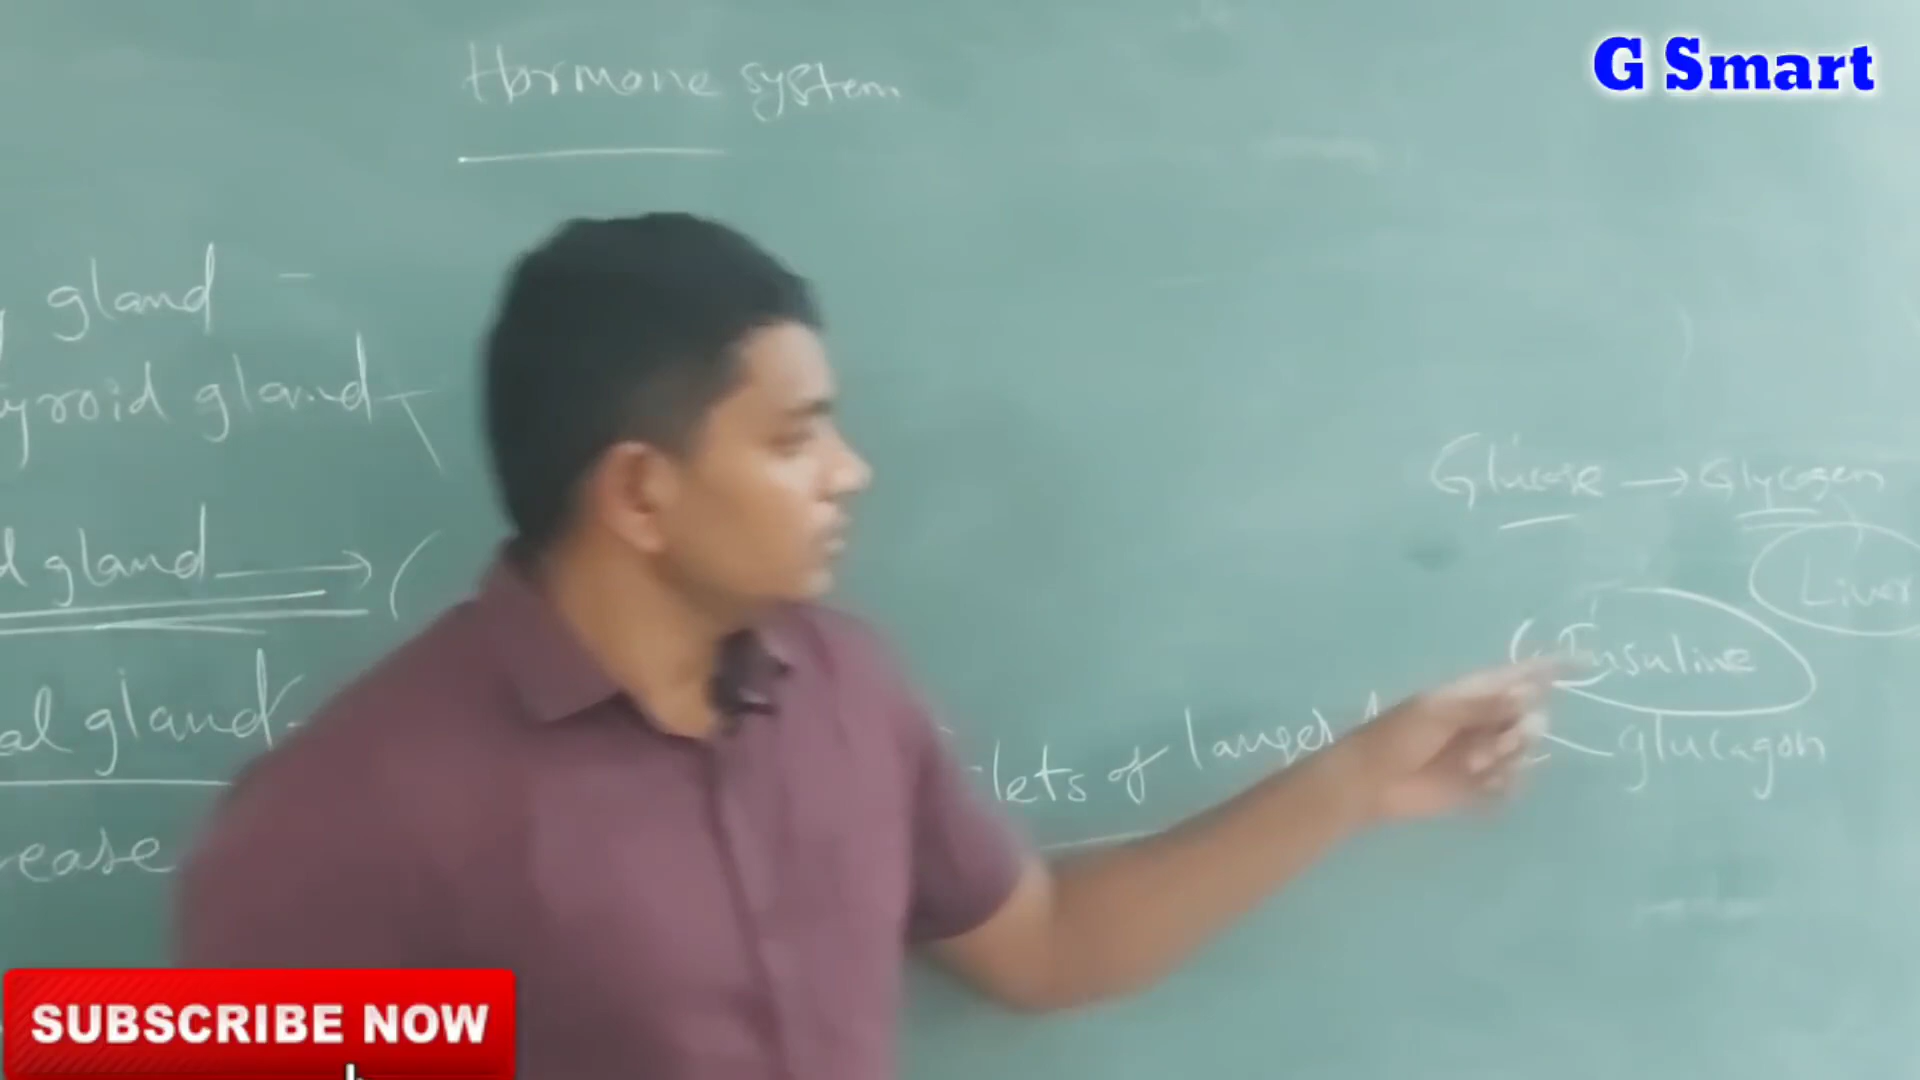 G Smart
Hormone system
gland -
yroid gland
Glucose → Glycogen
d gland → (
Liver
Insuline
al gland -
lets of langer
glucagon
rease
SUBSCRIBE NOW